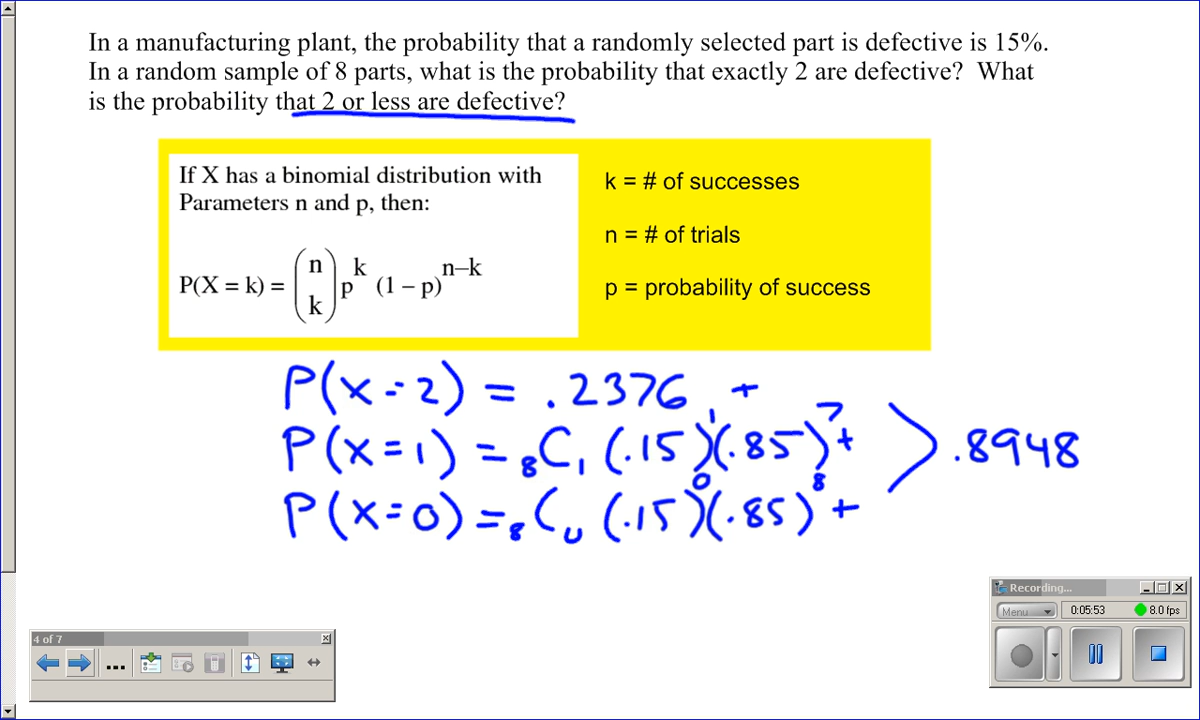 In a manufacturing plant, the probability that a randomly selected part is defective is 15%.
In a random sample of 8 parts, what is the probability that exactly 2 are defective? What
is the probability that 2 or less are defective?
If X has a binomial distribution with
Parameters n and p, then:
P(X = k) = (n k) p^k (1 – p)^n–k
k = # of successes
n = # of trials
p = probability of success
P(x=2) = .2376 +
P(x=1) = ₈C₁ (.15)^1(.85)^7 +
P(x=0) = ₈C₀ (.15)^0(.85)^8 +
> .8948
Recording...
Menu
0:05:53
8.0 fps
4 of 7
...